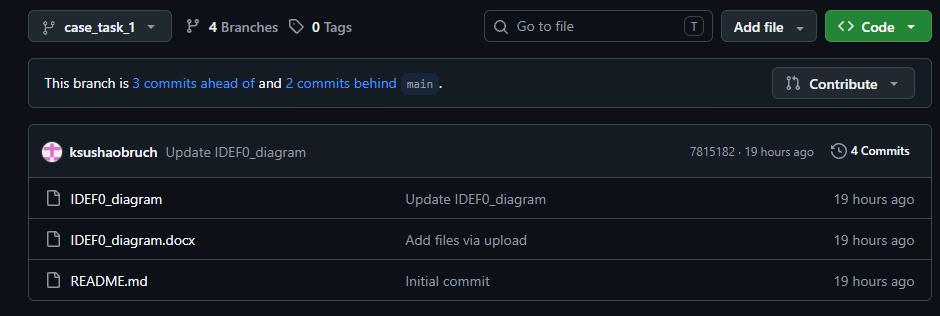 case_task_1 4 Branches 0 Tags Go to file T Add file Code
This branch is 3 commits ahead of and 2 commits behind main .
Contribute
ksushaobruch Update IDEF0_diagram 7815182 · 19 hours ago 4 Commits
IDEF0_diagram Update IDEF0_diagram 19 hours ago
IDEF0_diagram.docx Add files via upload 19 hours ago
README.md Initial commit 19 hours ago